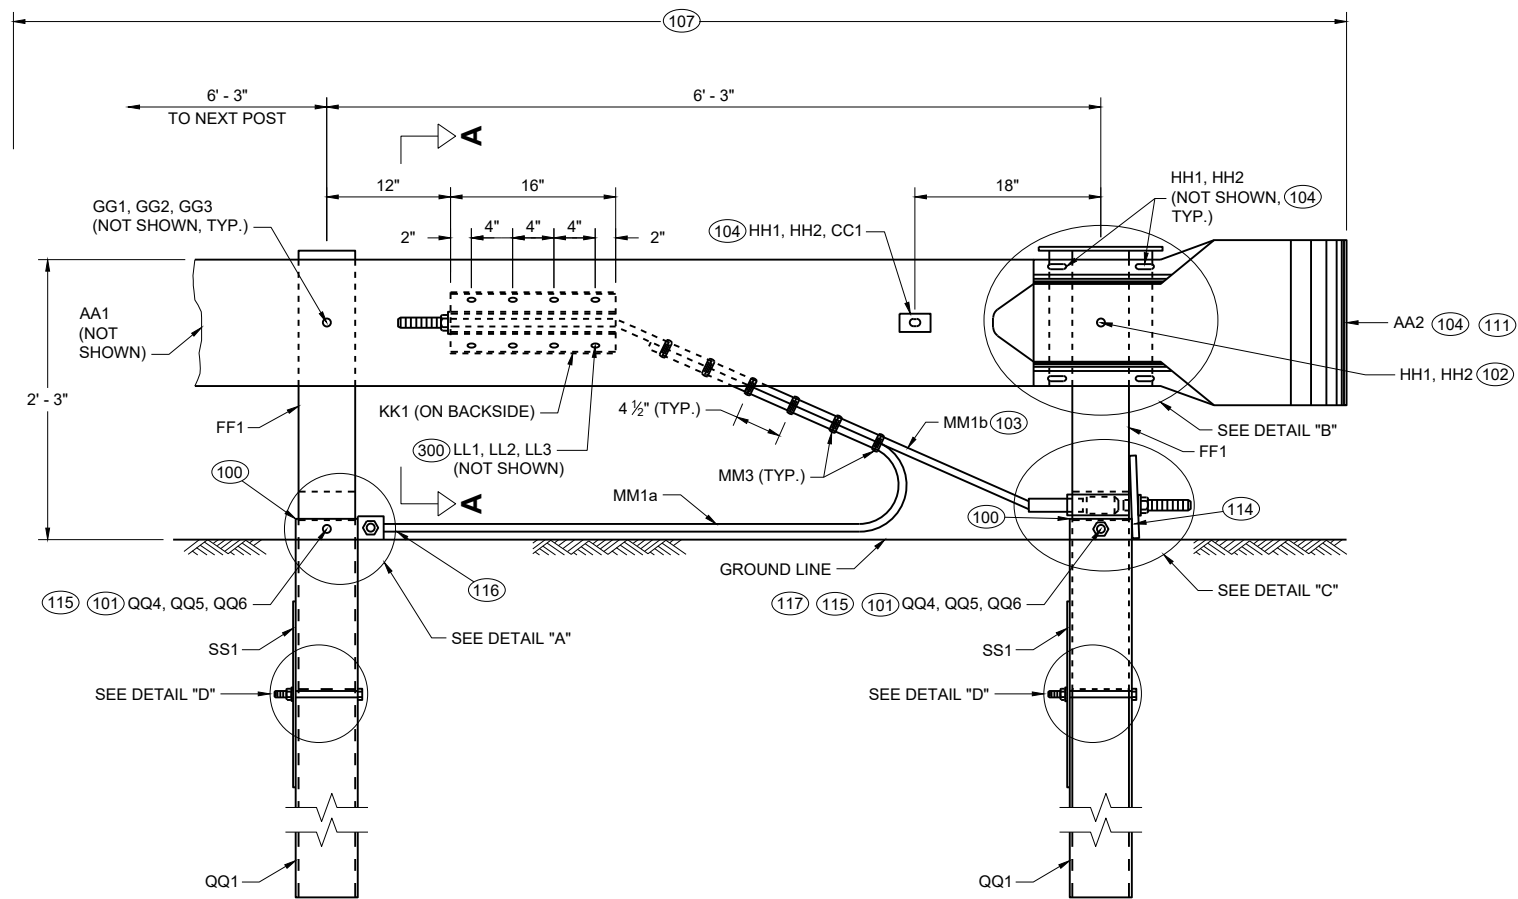 107
6' - 3"
TO NEXT POST
6' - 3"
A
12"
16"
18"
HH1, HH2
(NOT SHOWN, 104
TYP.)
GG1, GG2, GG3
(NOT SHOWN, TYP.)
2"
4"
4"
4"
2"
104 HH1, HH2, CC1
AA1
(NOT
SHOWN)
AA2 104 111
HH1, HH2 102
2' - 3"
KK1 (ON BACKSIDE)
4 ½" (TYP.)
MM1b 103
SEE DETAIL "B"
FF1
FF1
300 LL1, LL2, LL3
(NOT SHOWN)
MM3 (TYP.)
100
A
MM1a
100
114
GROUND LINE
116
115 101 QQ4, QQ5, QQ6
117 115 101 QQ4, QQ5, QQ6
SEE DETAIL "C"
SEE DETAIL "A"
SS1
SS1
SEE DETAIL "D"
SEE DETAIL "D"
QQ1
QQ1